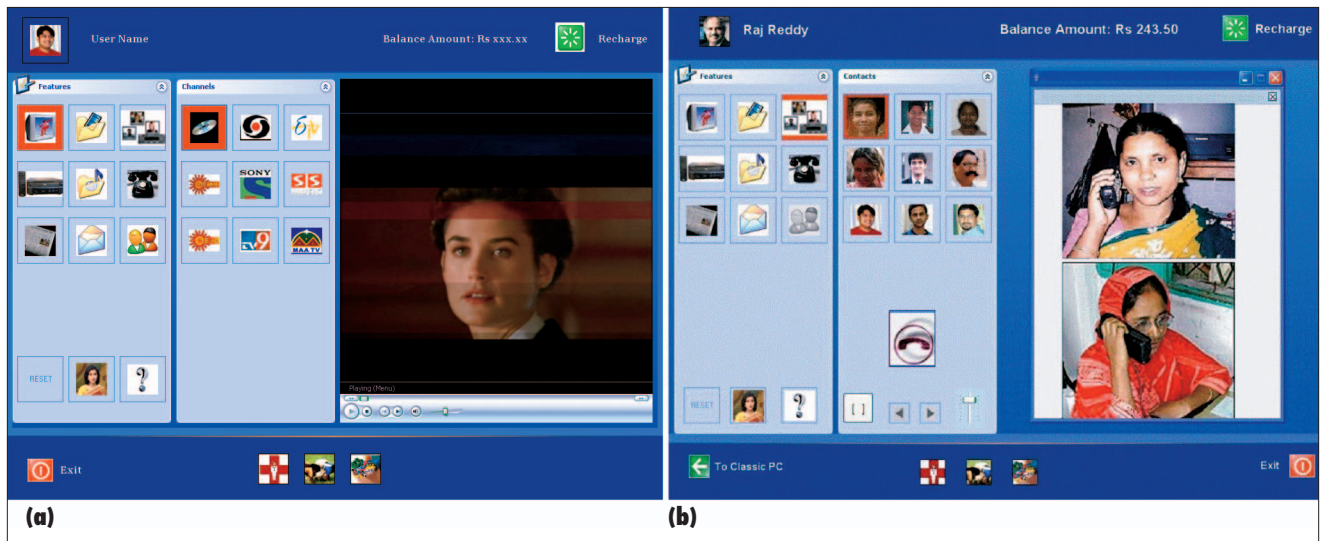 User Name
Balance Amount: Rs xxx.xx
Recharge
Features
Channels
SONY
SS
tv9
MAA TV
RESET
Playing (Menu)
Exit
(a)
Raj Reddy
Balance Amount: Rs 243.50
Recharge
Features
Contacts
RESET
[ ]
To Classic PC
Exit
(b)